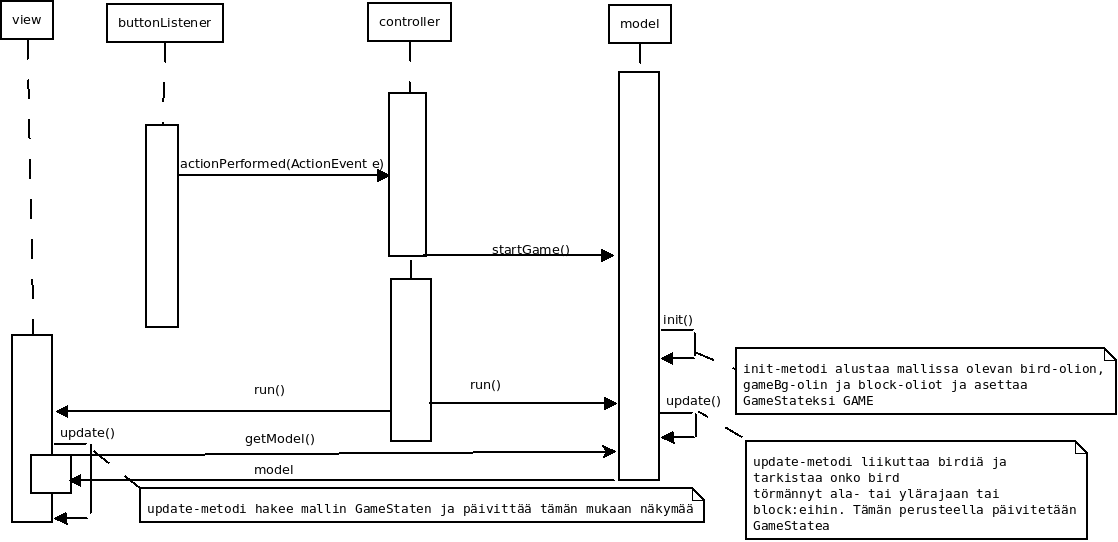 view
buttonListener
controller
model
actionPerformed(ActionEvent e)
startGame()
init()
init-metodi alustaa mallissa olevan bird-olion,
gameBg-olin ja block-oliot ja asettaa
GameStateksi GAME
run()
run()
update()
update()
getModel()
model
update-metodi liikuttaa birdiä ja
tarkistaa onko bird
törmännyt ala- tai ylärajaan tai
block:eihin. Tämän perusteella päivitetään
GameStatea
update-metodi hakee mallin GameStaten ja päivittää tämän mukaan näkymää